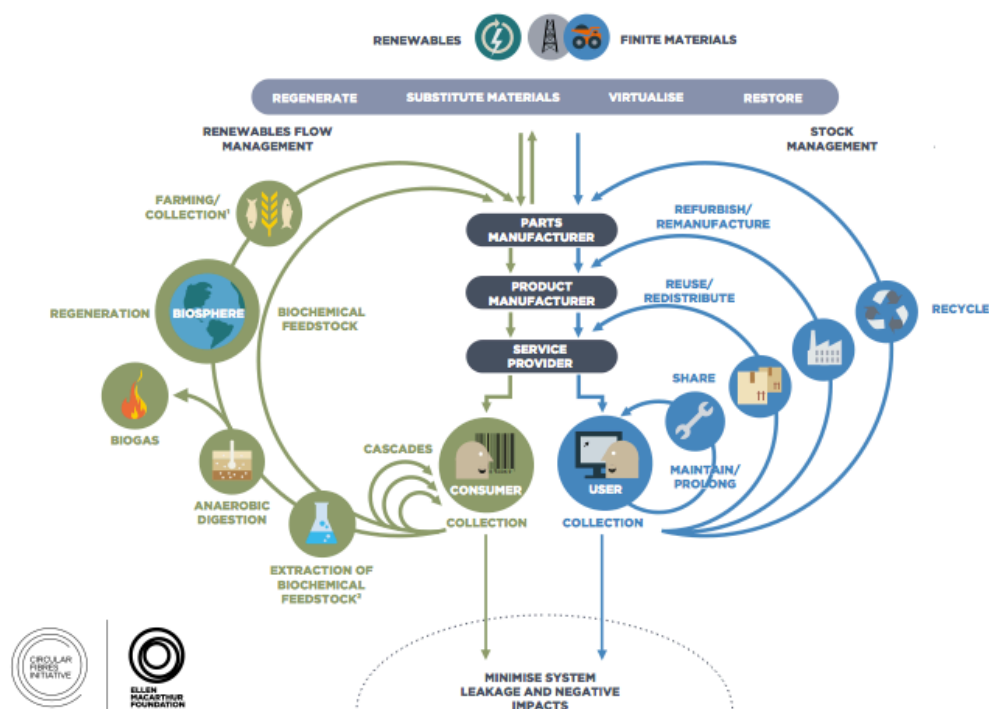 RENEWABLES
FINITE MATERIALS
REGENERATE
SUBSTITUTE MATERIALS
VIRTUALISE
RESTORE
RENEWABLES FLOW
MANAGEMENT
STOCK
MANAGEMENT
FARMING/
COLLECTION¹
PARTS
MANUFACTURER
REFURBISH/
REMANUFACTURE
REGENERATION
BIOSPHERE
BIOCHEMICAL
FEEDSTOCK
PRODUCT
MANUFACTURER
REUSE/
REDISTRIBUTE
RECYCLE
SERVICE
PROVIDER
SHARE
BIOGAS
CASCADES
CONSUMER
USER
MAINTAIN/
PROLONG
ANAEROBIC
DIGESTION
COLLECTION
COLLECTION
EXTRACTION OF
BIOCHEMICAL
FEEDSTOCK²
CIRCULAR
FIBRES
INITIATIVE
ELLEN
MACARTHUR
FOUNDATION
MINIMISE SYSTEM
LEAKAGE AND NEGATIVE
IMPACTS